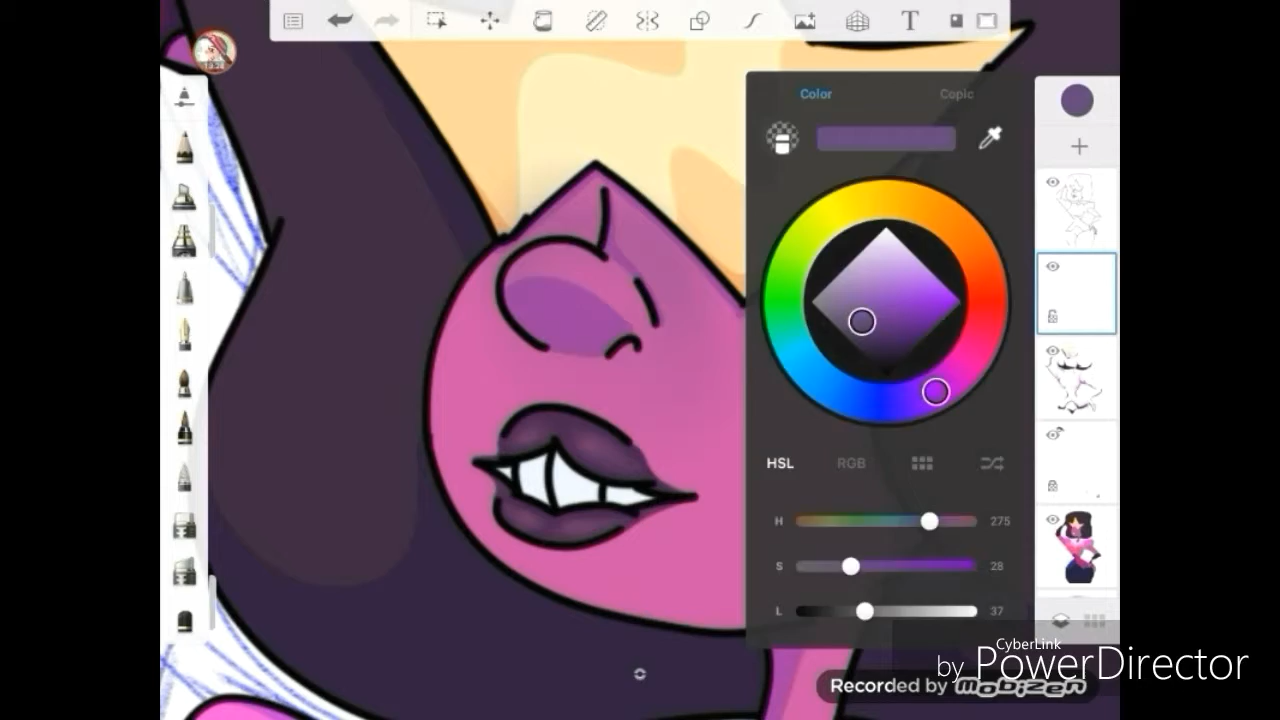 T
Color
Copic
HSL
RGB
H
275
S
28
L
37
CyberLink
by PowerDirector
Recorded by Mobizen